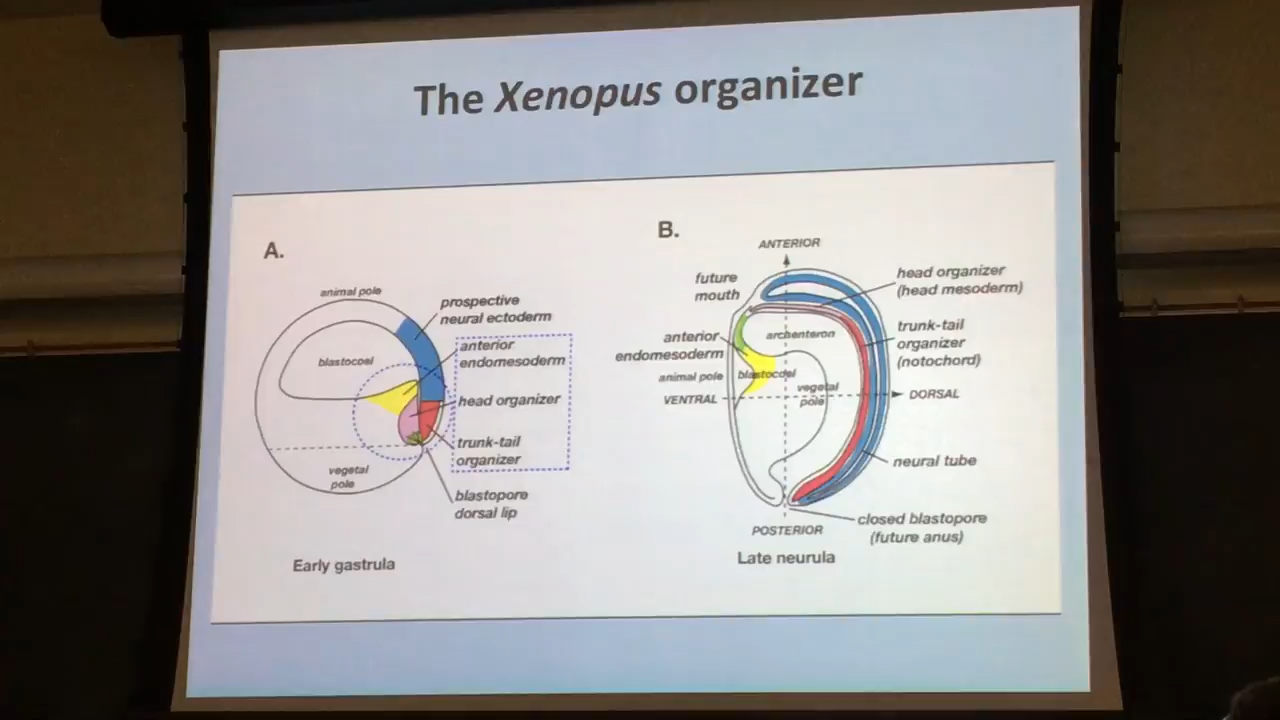 The Xenopus organizer
A.
animal pole
prospective
neural ectoderm
blastocoel
anterior
endomesoderm
head organizer
trunk-tail
organizer
vegetal
pole
blastopore
dorsal lip
Early gastrula
B.
ANTERIOR
future
mouth
head organizer
(head mesoderm)
archenteron
trunk-tail
organizer
(notochord)
anterior
endomesoderm
animal pole
blastocoel
vegetal
pole
VENTRAL
DORSAL
neural tube
closed blastopore
(future anus)
POSTERIOR
Late neurula